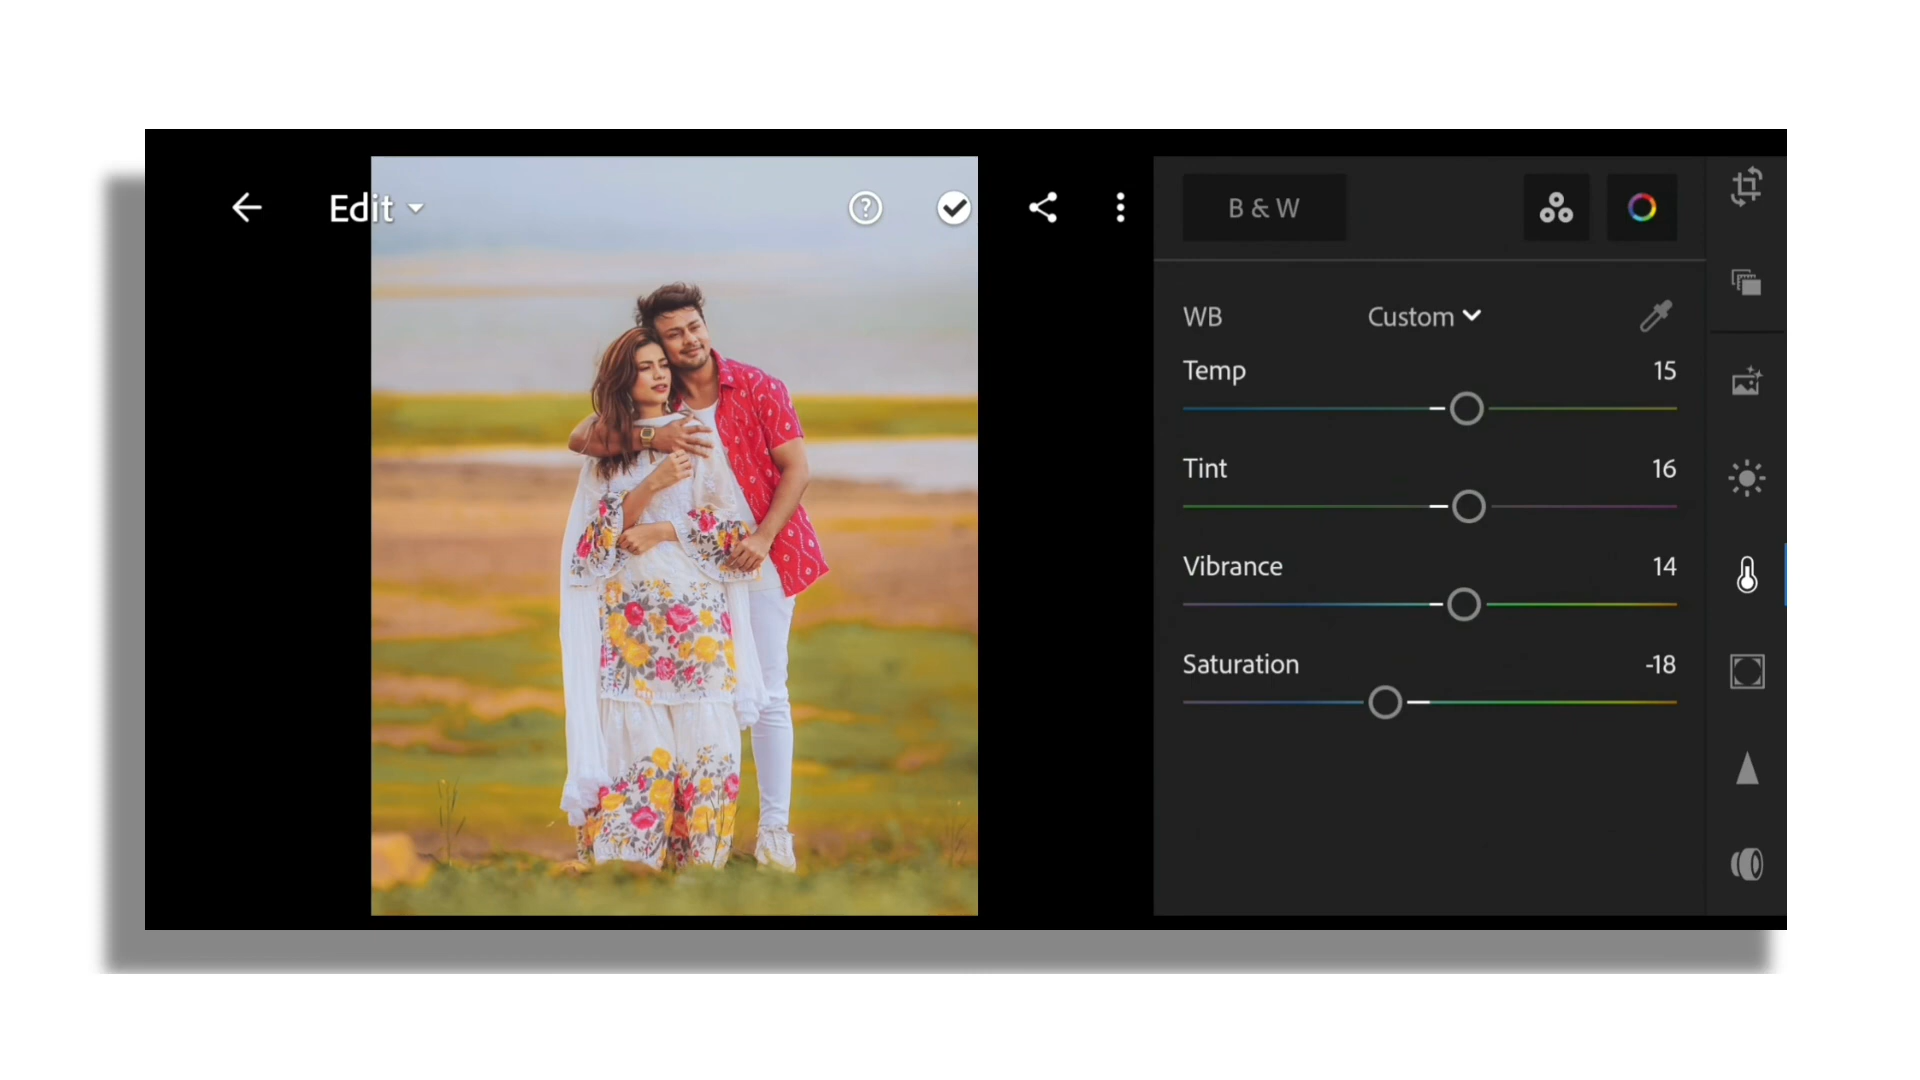 Edit
B & W
WB Custom
Temp 15
Tint 16
Vibrance 14
Saturation -18